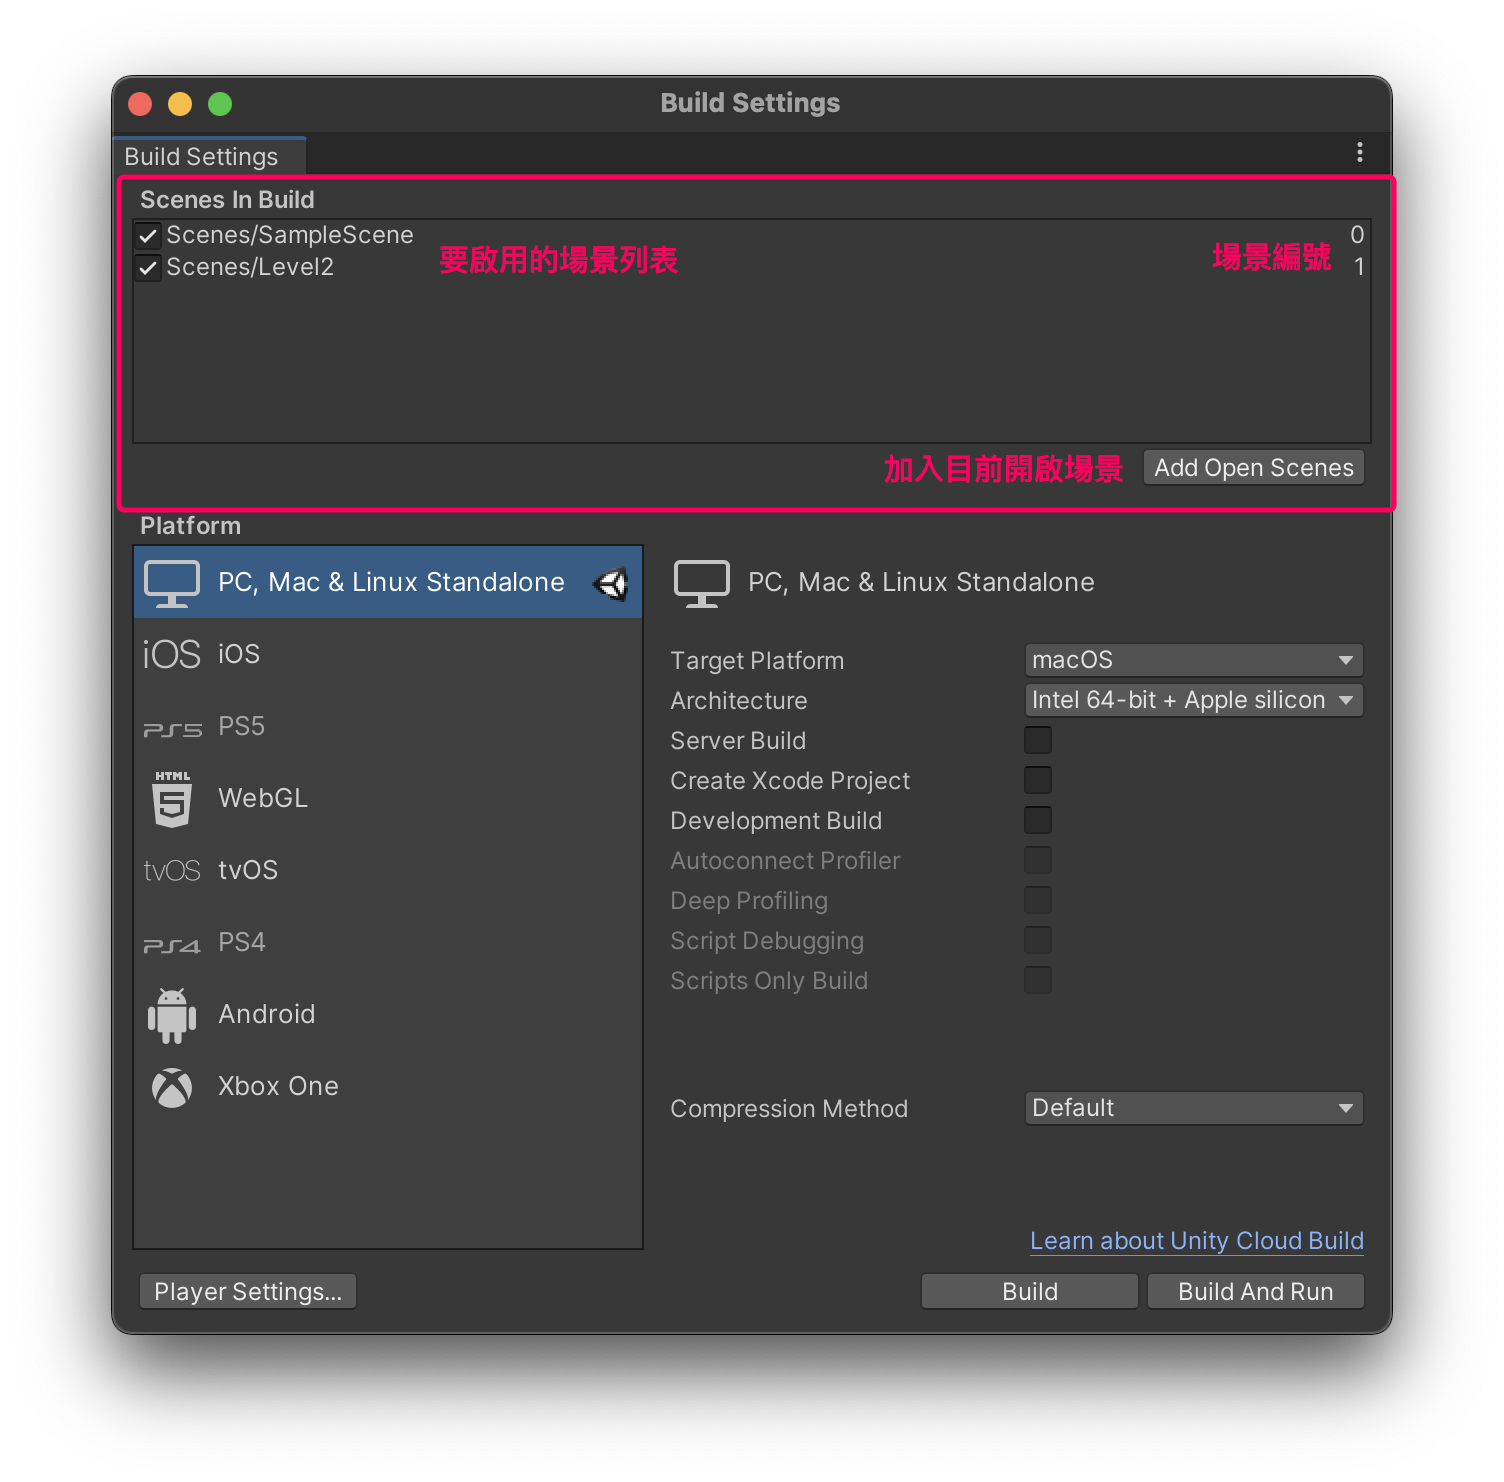 Build Settings
Build Settings
Scenes In Build
Scenes/SampleScene 0
Scenes/Level2 1
要啟用的場景列表 場景編號
加入目前開啟場景 Add Open Scenes
Platform
PC, Mac & Linux Standalone
iOS iOS
PS5 PS5
HTML 5 WebGL
tvOS tvOS
PS4 PS4
Android
Xbox One
PC, Mac & Linux Standalone
Target Platform macOS
Architecture Intel 64-bit + Apple silicon
Server Build
Create Xcode Project
Development Build
Autoconnect Profiler
Deep Profiling
Script Debugging
Scripts Only Build
Compression Method Default
Learn about Unity Cloud Build
Player Settings... Build Build And Run